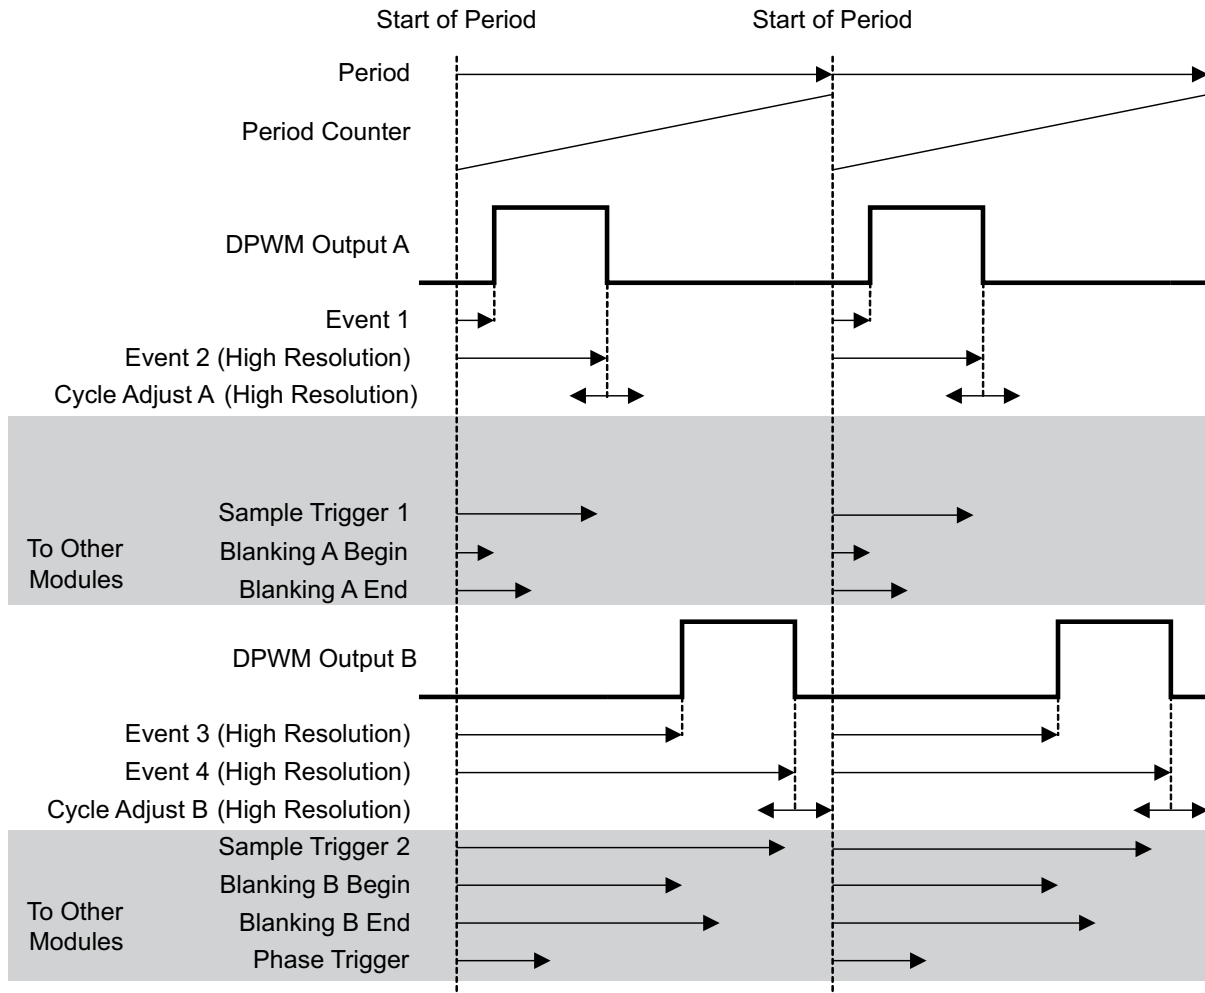 Start of Period
Start of Period
Period
Period Counter
DPWM Output A
Event 1
Event 2 (High Resolution)
Cycle Adjust A (High Resolution)
Sample Trigger 1
To Other
Modules
Blanking A Begin
Blanking A End
DPWM Output B
Event 3 (High Resolution)
Event 4 (High Resolution)
Cycle Adjust B (High Resolution)
Sample Trigger 2
Blanking B Begin
To Other
Modules
Blanking B End
Phase Trigger